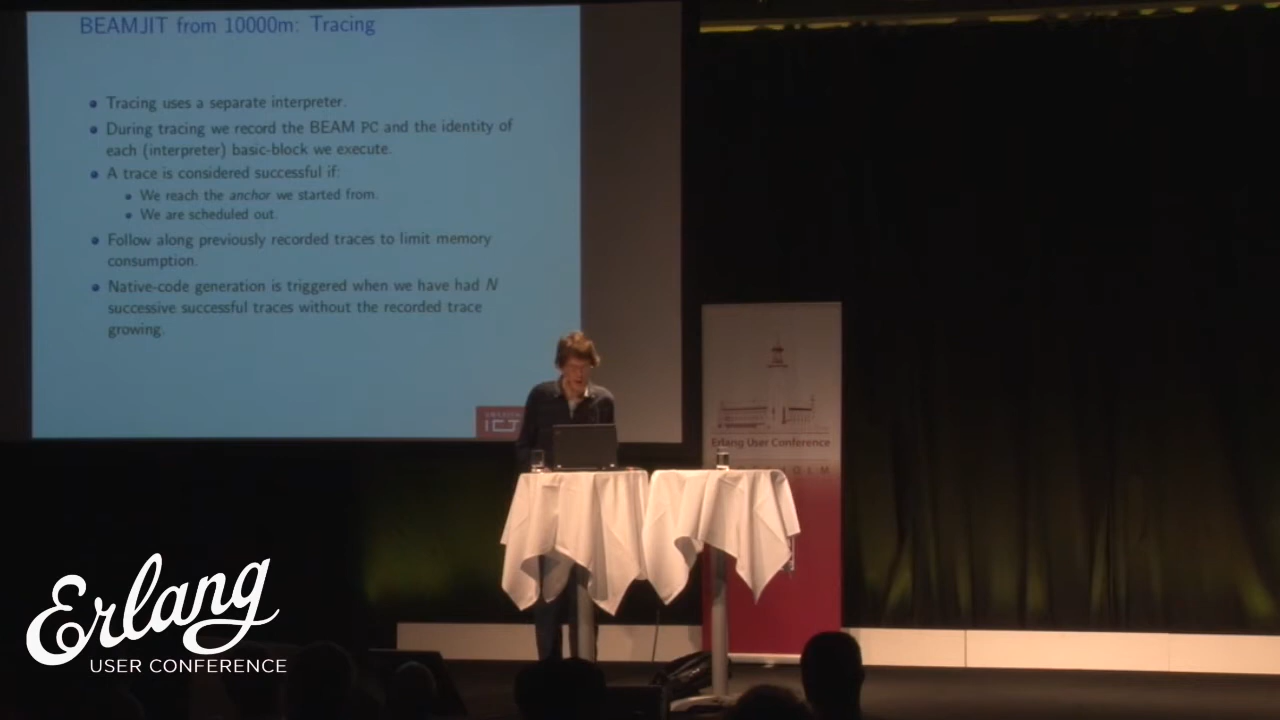 BEAMJIT from 10000m: Tracing
Tracing uses a separate interpreter.
During tracing we record the BEAM PC and the identity of
each (interpreter) basic-block we execute.
A trace is considered successful if:
We reach the anchor we started from.
We are scheduled out.
Follow along previously recorded traces to limit memory
consumption.
Native-code generation is triggered when we have had N
successive successful traces without the recorded trace
growing.
Erlang User Conference
Erlang
USER CONFERENCE